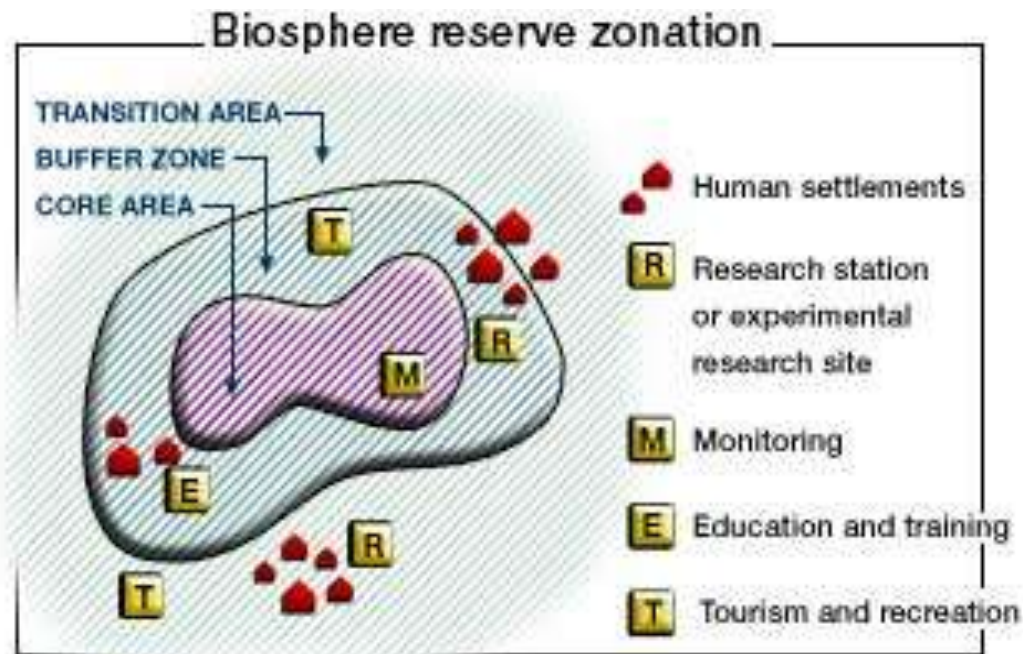 Biosphere reserve zonation
TRANSITION AREA
BUFFER ZONE
CORE AREA
T
R
M
E
R
T
Human settlements
R Research station
or experimental
research site
M Monitoring
E Education and training
T Tourism and recreation